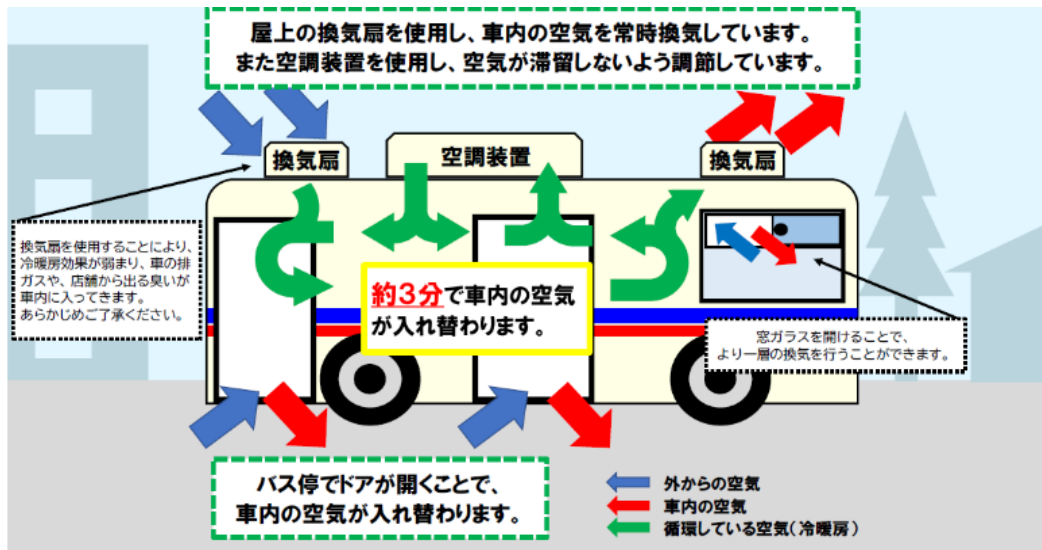 屋上の換気扇を使用し、車内の空気を常時換気しています。
また空調装置を使用し、空気が滞留しないよう調節しています。
換気扇
空調装置
換気扇
換気扇を使用することにより、
冷暖房効果が弱まり、車の排
ガスや、店舗から出る臭いが
車内に入ってきます。
あらかじめご了承ください。
約3分で車内の空気
が入れ替わります。
窓ガラスを開けることで、
より一層の換気を行うことができます。
バス停でドアが開くことで、
車内の空気が入れ替わります。
外からの空気
車内の空気
循環している空気(冷暖房)